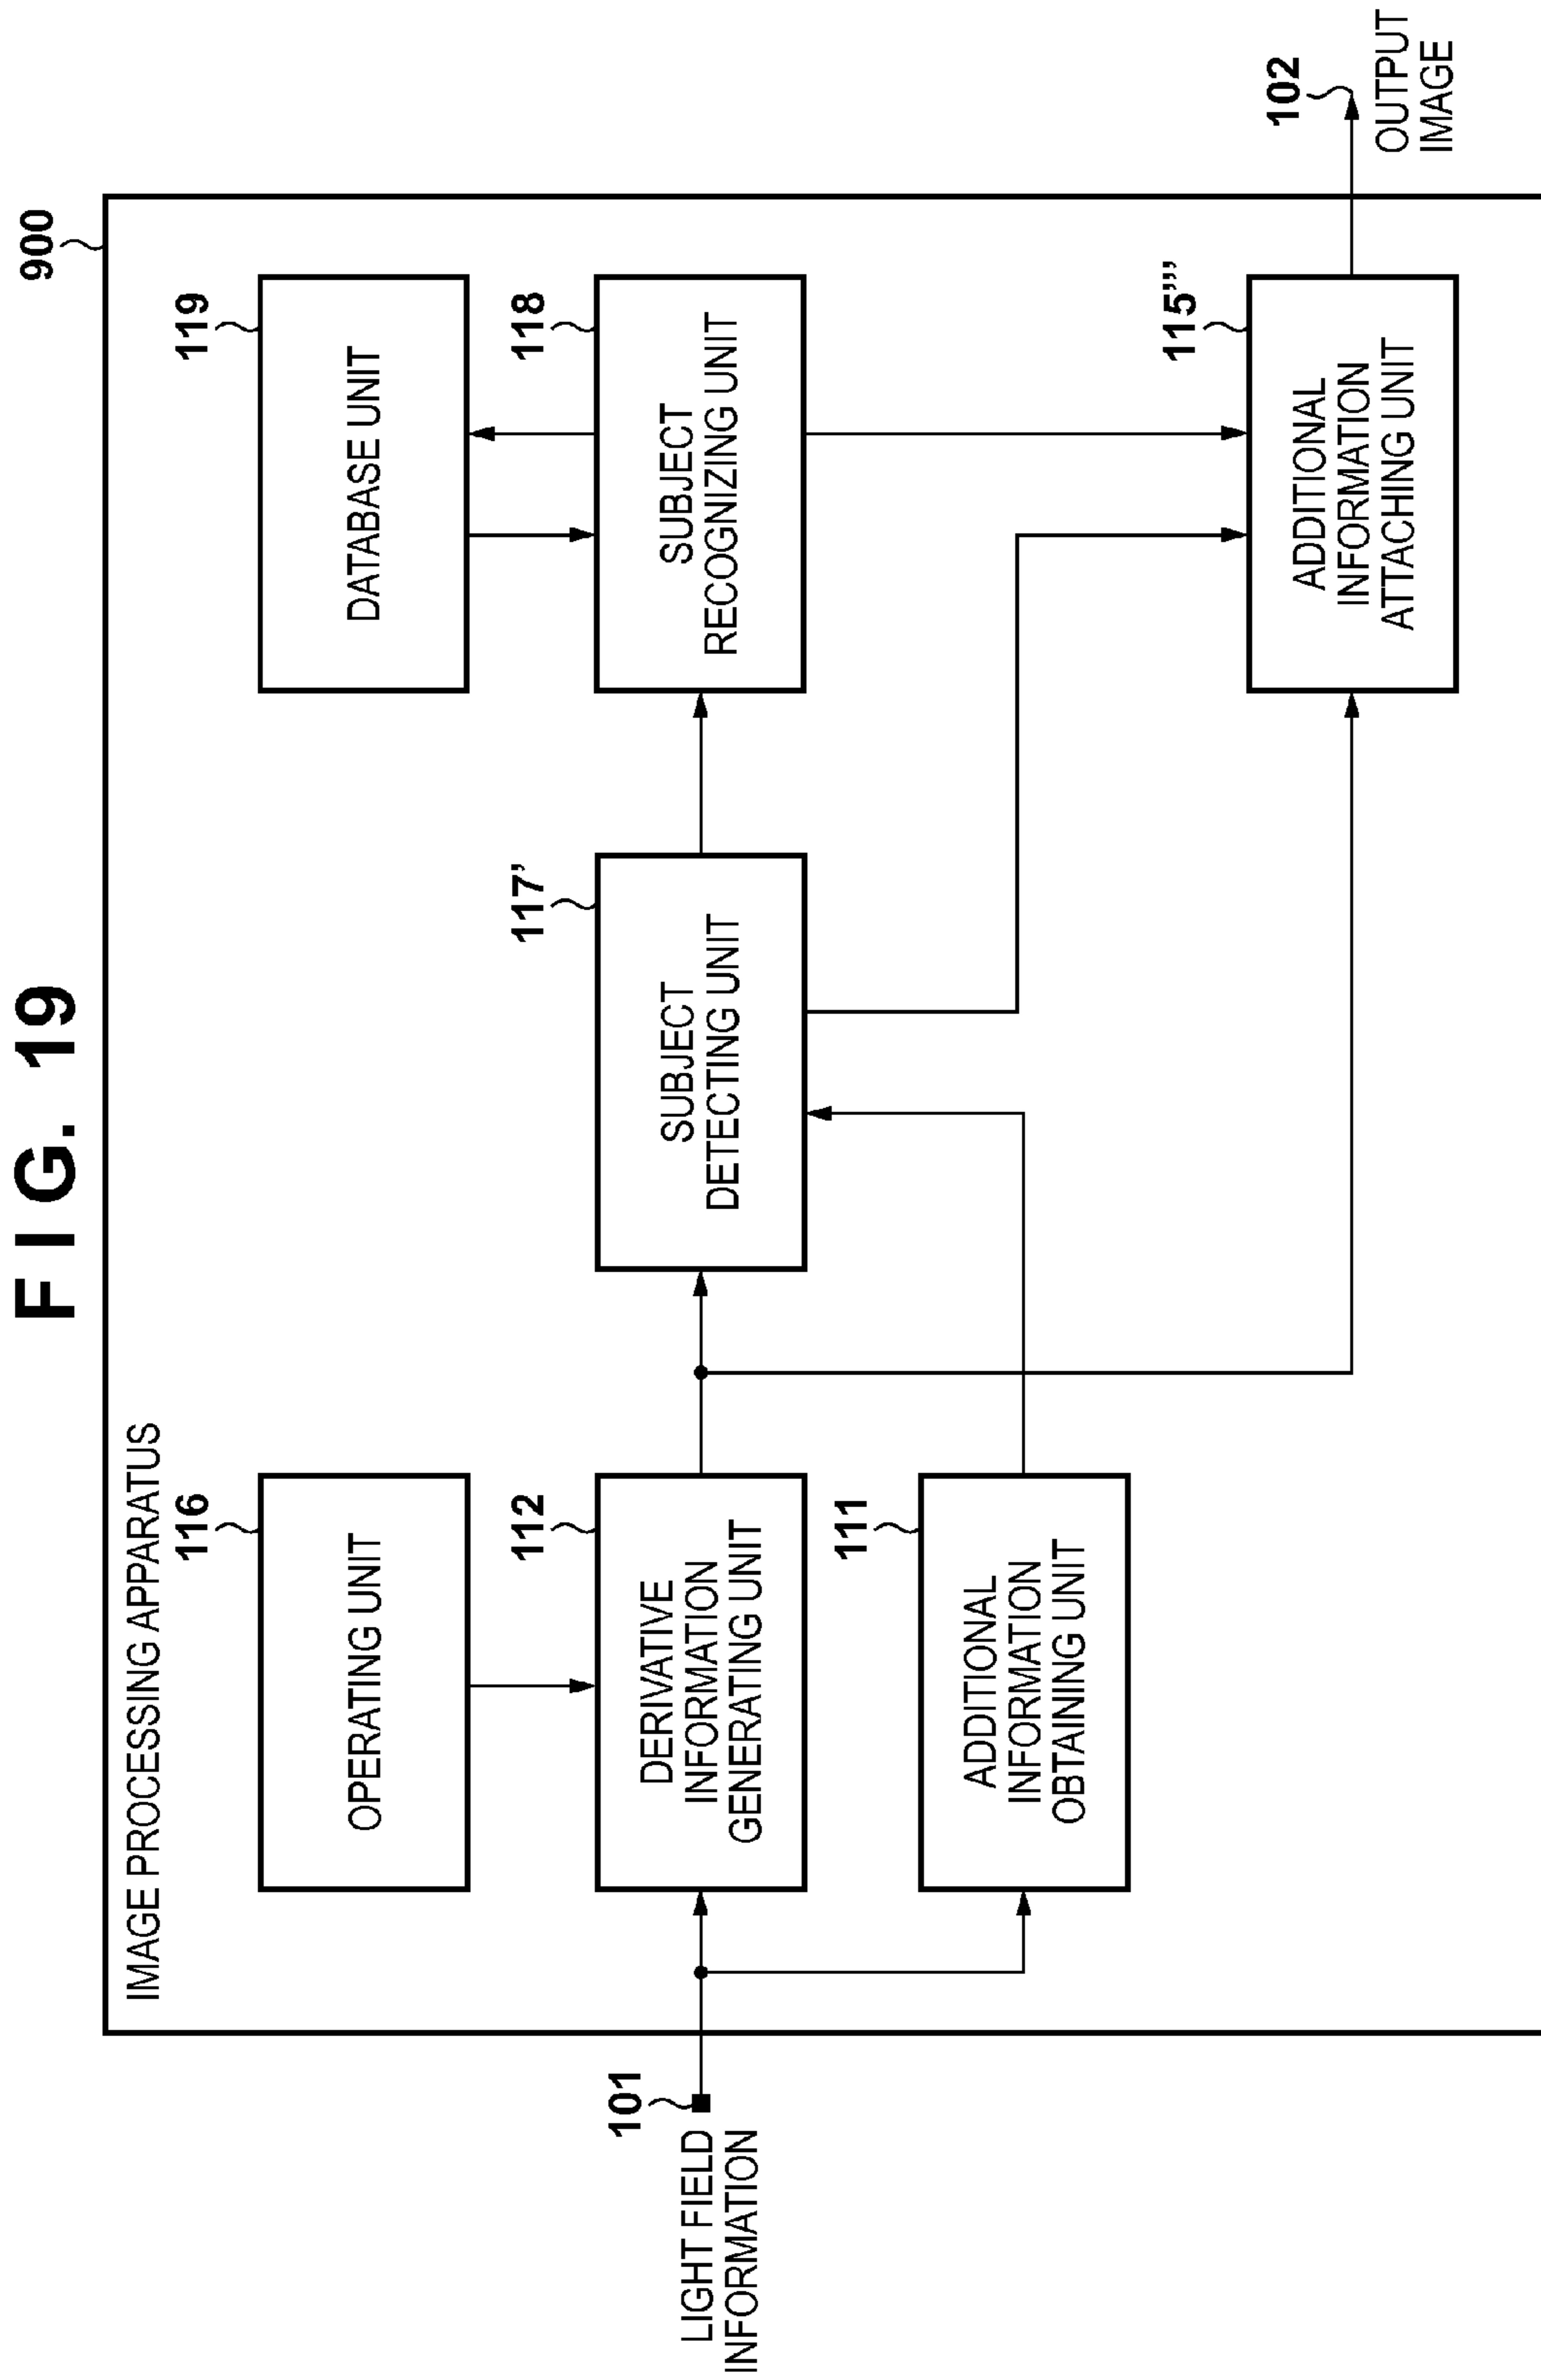 FIG. 19
900
IMAGE PROCESSING APPARATUS
116
OPERATING UNIT
119
DATABASE UNIT
101
LIGHT FIELD
INFORMATION
112
DERIVATIVE
INFORMATION
GENERATING UNIT
117'
SUBJECT
DETECTING UNIT
118
SUBJECT
RECOGNIZING UNIT
111
ADDITIONAL
INFORMATION
OBTAINING UNIT
115'''
ADDITIONAL
INFORMATION
ATTACHING UNIT
102
OUTPUT
IMAGE